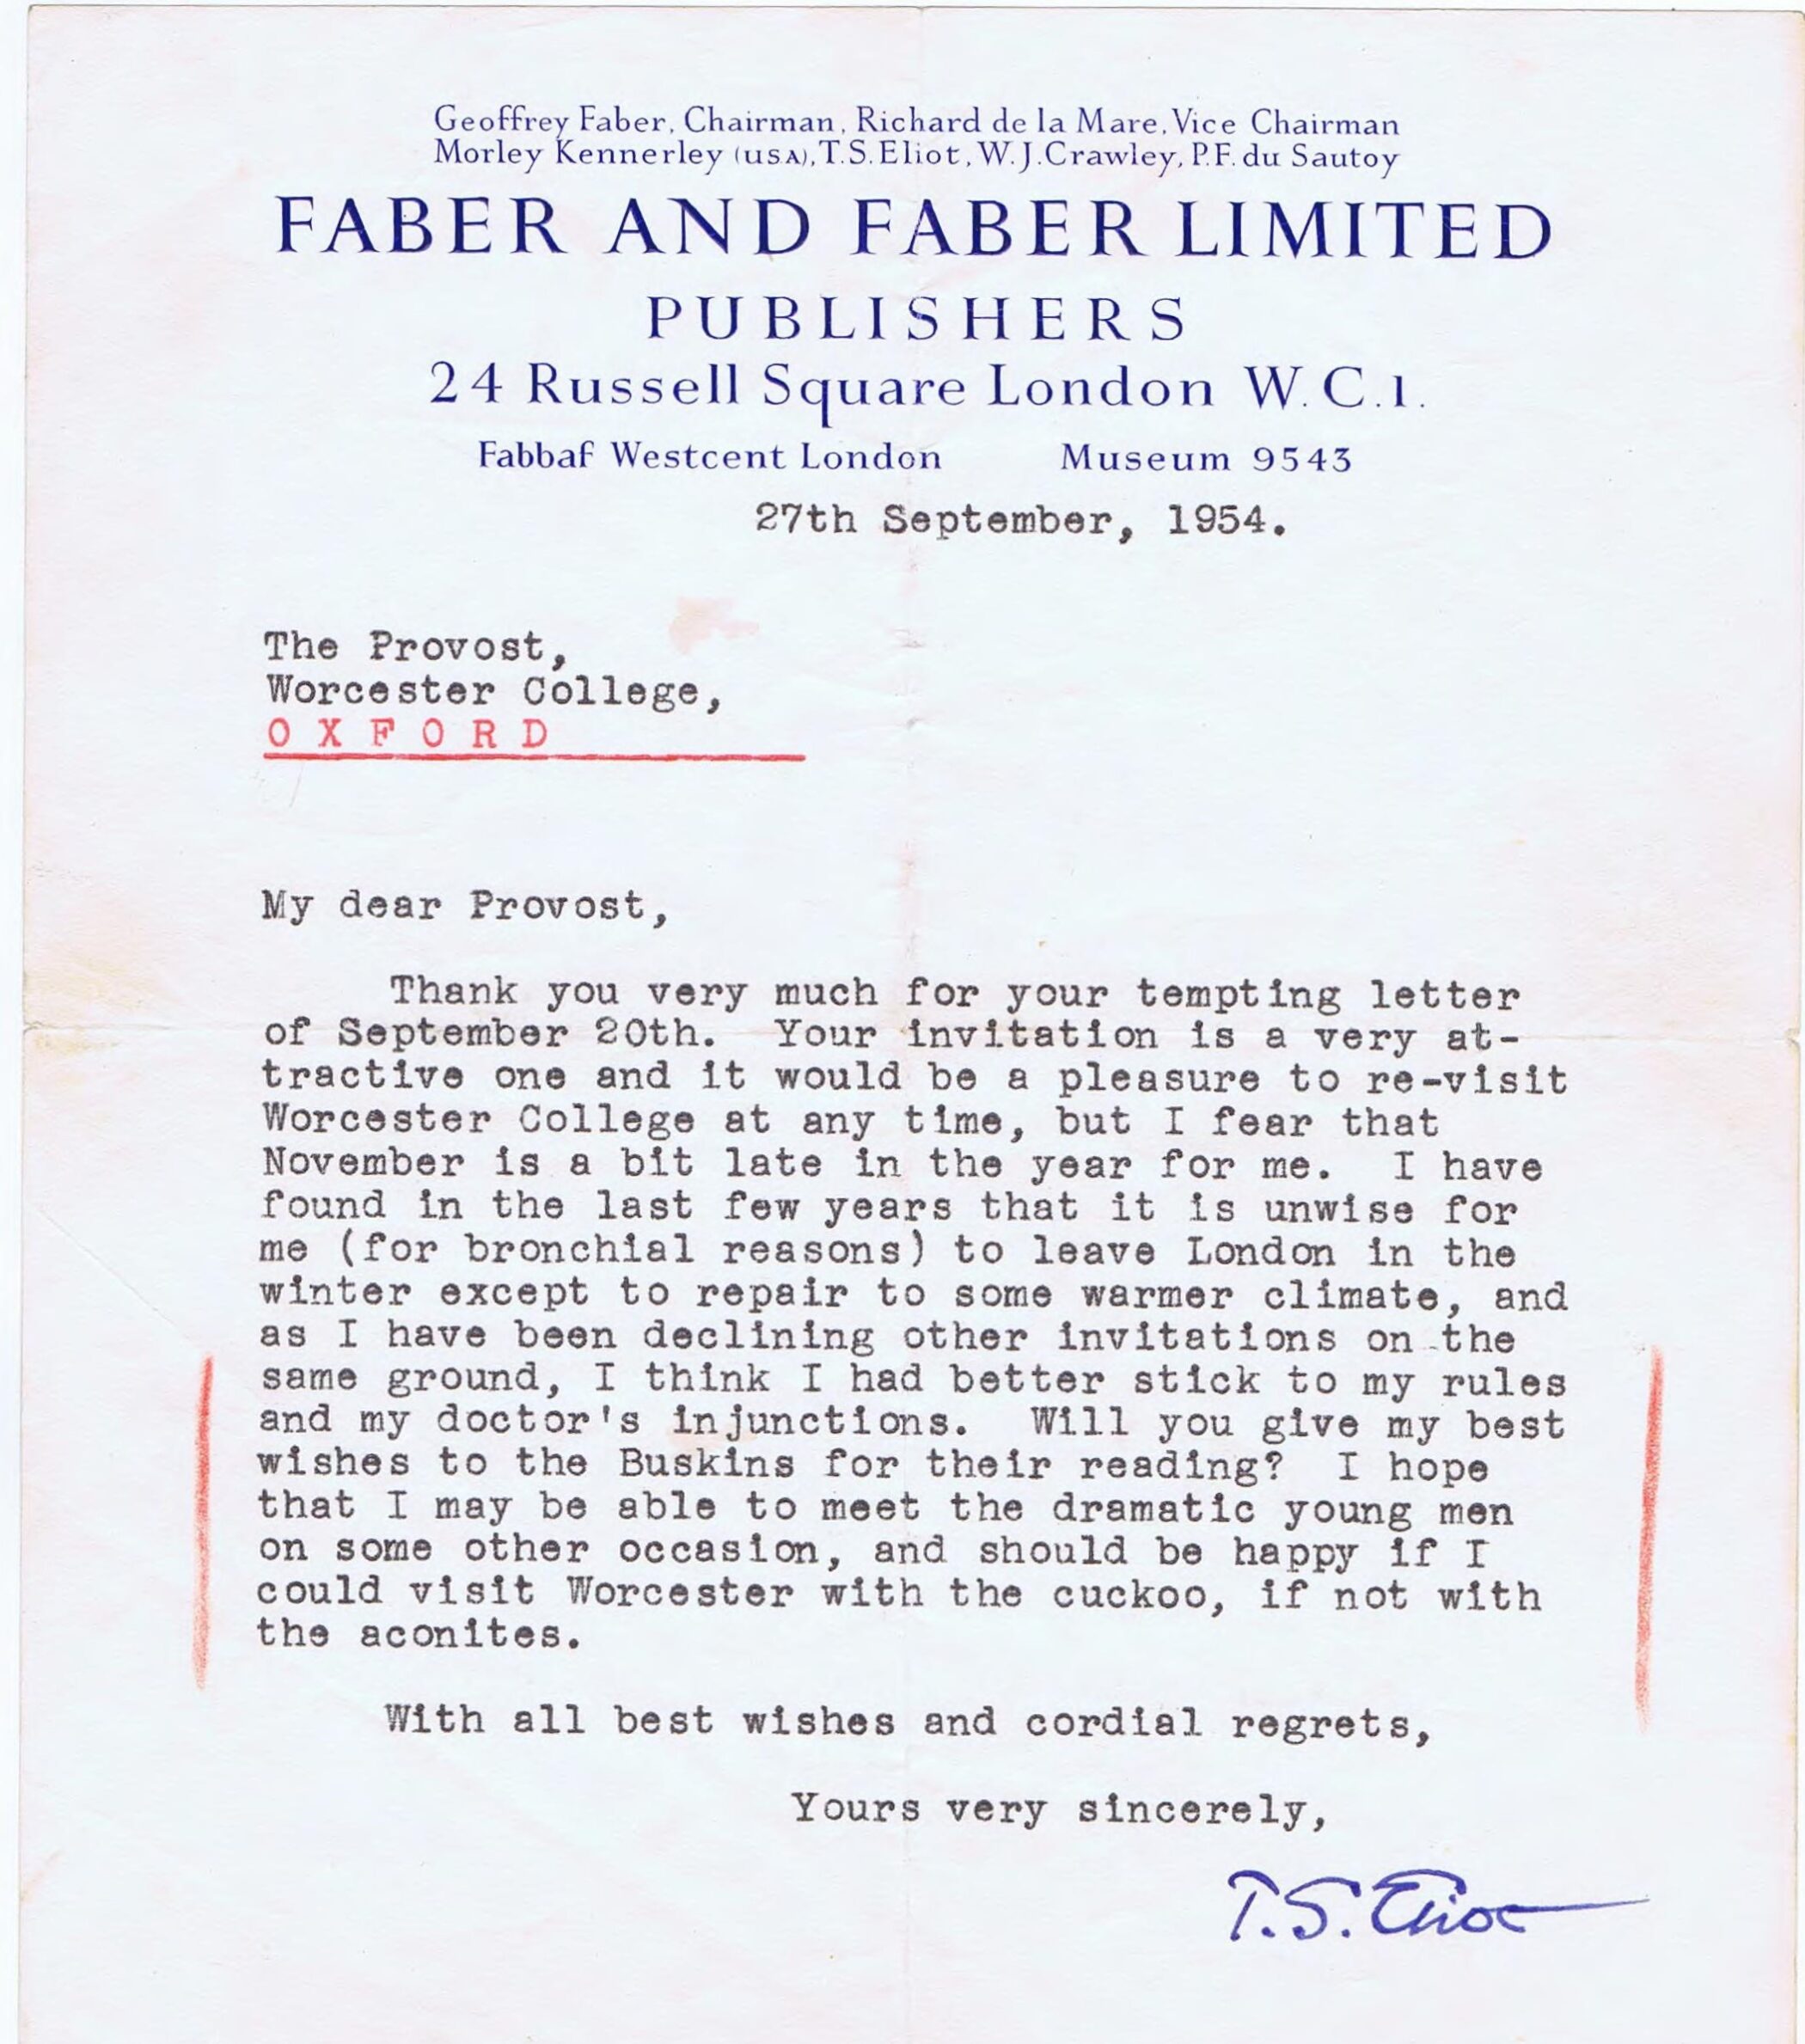 Geoffrey Faber, Chairman, Richard de la Mare, Vice Chairman
Morley Kennerley (USA), T.S. Eliot, W.J. Crawley, P.F. du Sautoy
FABER AND FABER LIMITED
PUBLISHERS
24 Russell Square London W.C.1.
Fabbaf Westcent London Museum 9543
27th September, 1954.
The Provost,
Worcester College,
O X F O R D
My dear Provost,
Thank you very much for your tempting letter
of September 20th. Your invitation is a very at-
tractive one and it would be a pleasure to re-visit
Worcester College at any time, but I fear that
November is a bit late in the year for me. I have
found in the last few years that it is unwise for
me (for bronchial reasons) to leave London in the
winter except to repair to some warmer climate, and
as I have been declining other invitations on the
same ground, I think I had better stick to my rules
and my doctor's injunctions. Will you give my best
wishes to the Buskins for their reading? I hope
that I may be able to meet the dramatic young men
on some other occasion, and should be happy if I
could visit Worcester with the cuckoo, if not with
the aconites.
With all best wishes and cordial regrets,
Yours very sincerely,
T.S. Eliot